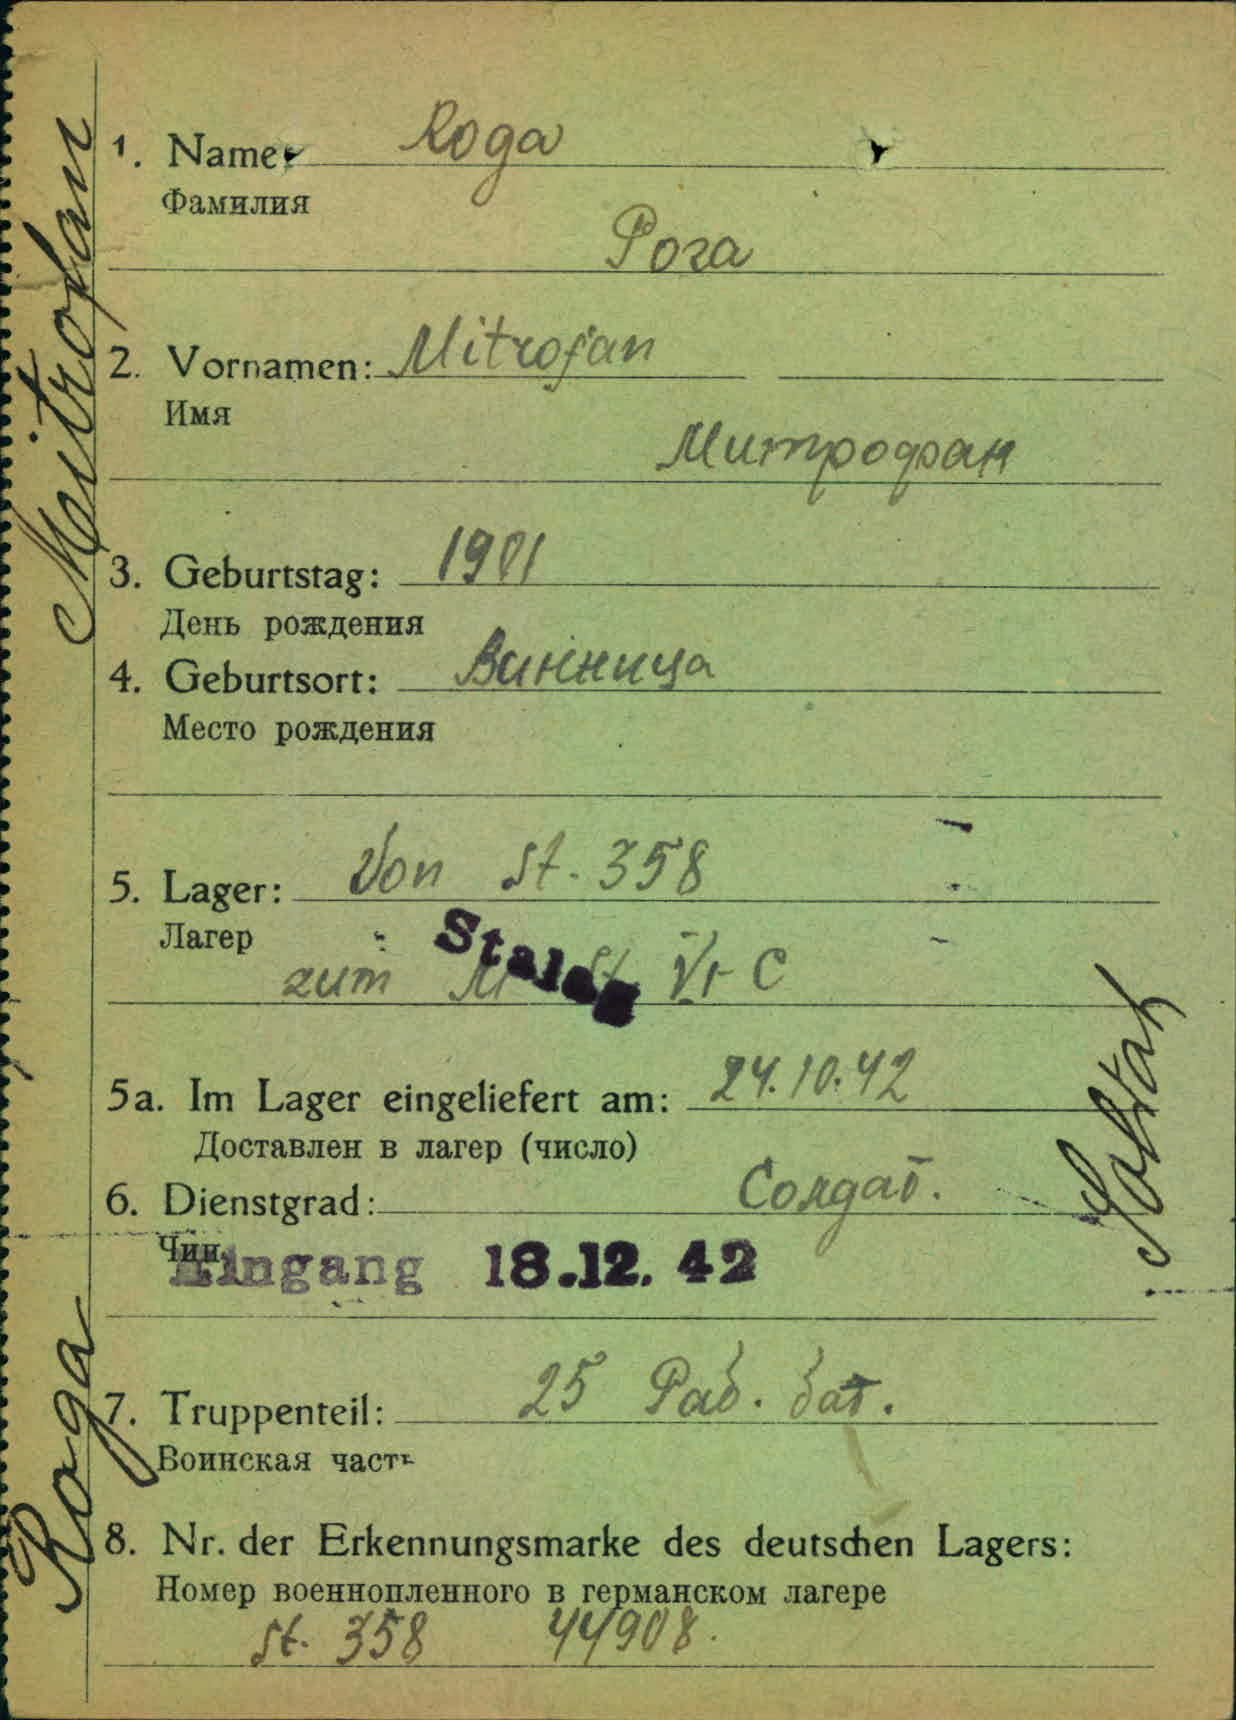 1. Name: Roga
Фамилия
Рога
2. Vornamen: Mitrofan
Имя
Митрофан
3. Geburtstag: 1901
День рождения
4. Geburtsort: Винница
Место рождения
5. Lager: Von St. 358
Лагер
Stalag
zum M St. VI C
5a. Im Lager eingeliefert am: 24.10.42
Доставлен в лагер (число)
6. Dienstgrad: Солдат.
Чин
Eingang 18.12.42
7. Truppenteil: 25 Раб. бат.
Воинская часть
8. Nr. der Erkennungsmarke des deutschen Lagers:
Номер военнопленного в германском лагере
St. 358 44908.
Roga Mitrofan
Soltat